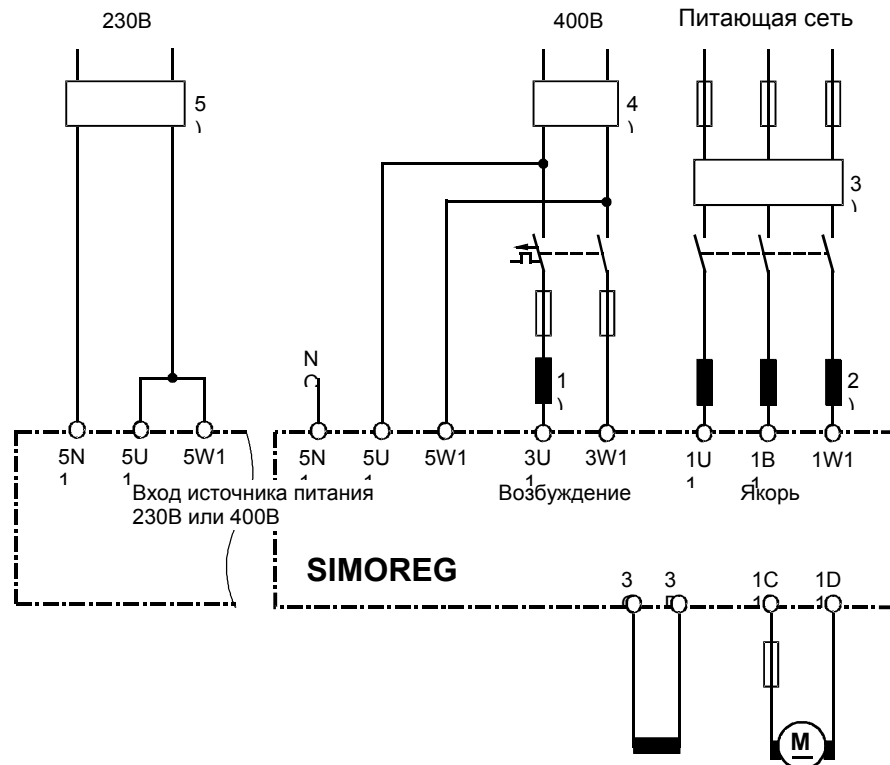 230В 400В Питающая сеть
5
)
4
)
3
)
N
1
)
2
)
5N
1
5U
1
5W1
5N
1
5U
1
5W1
3U
1
3W1
1U
1
1В
1
1W1
Вход источника питания
230В или 400В
Возбуждение
Якорь
SIMOREG
3
3
1C
1
1D
1
M